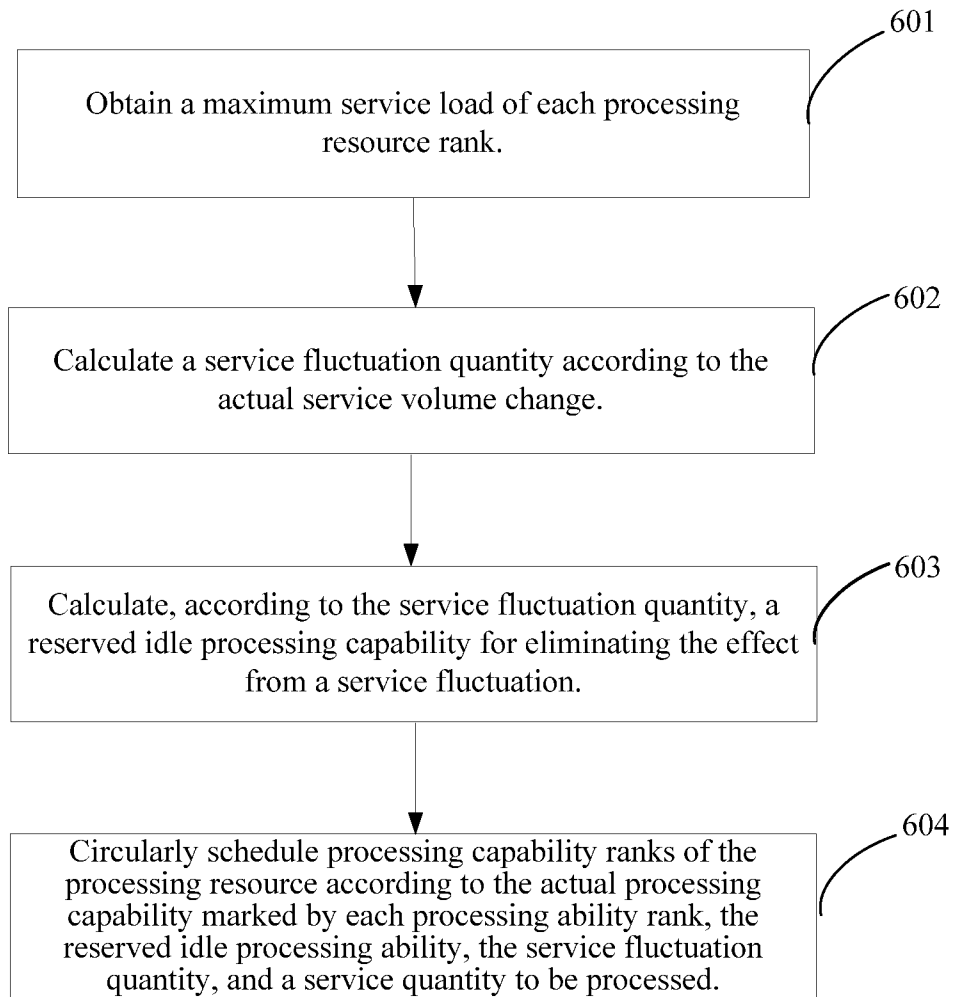 601
Obtain a maximum service load of each processing
resource rank.
602
Calculate a service fluctuation quantity according to the
actual service volume change.
603
Calculate, according to the service fluctuation quantity, a
reserved idle processing capability for eliminating the effect
from a service fluctuation.
604
Circularly schedule processing capability ranks of the
processing resource according to the actual processing
capability marked by each processing ability rank, the
reserved idle processing ability, the service fluctuation
quantity, and a service quantity to be processed.